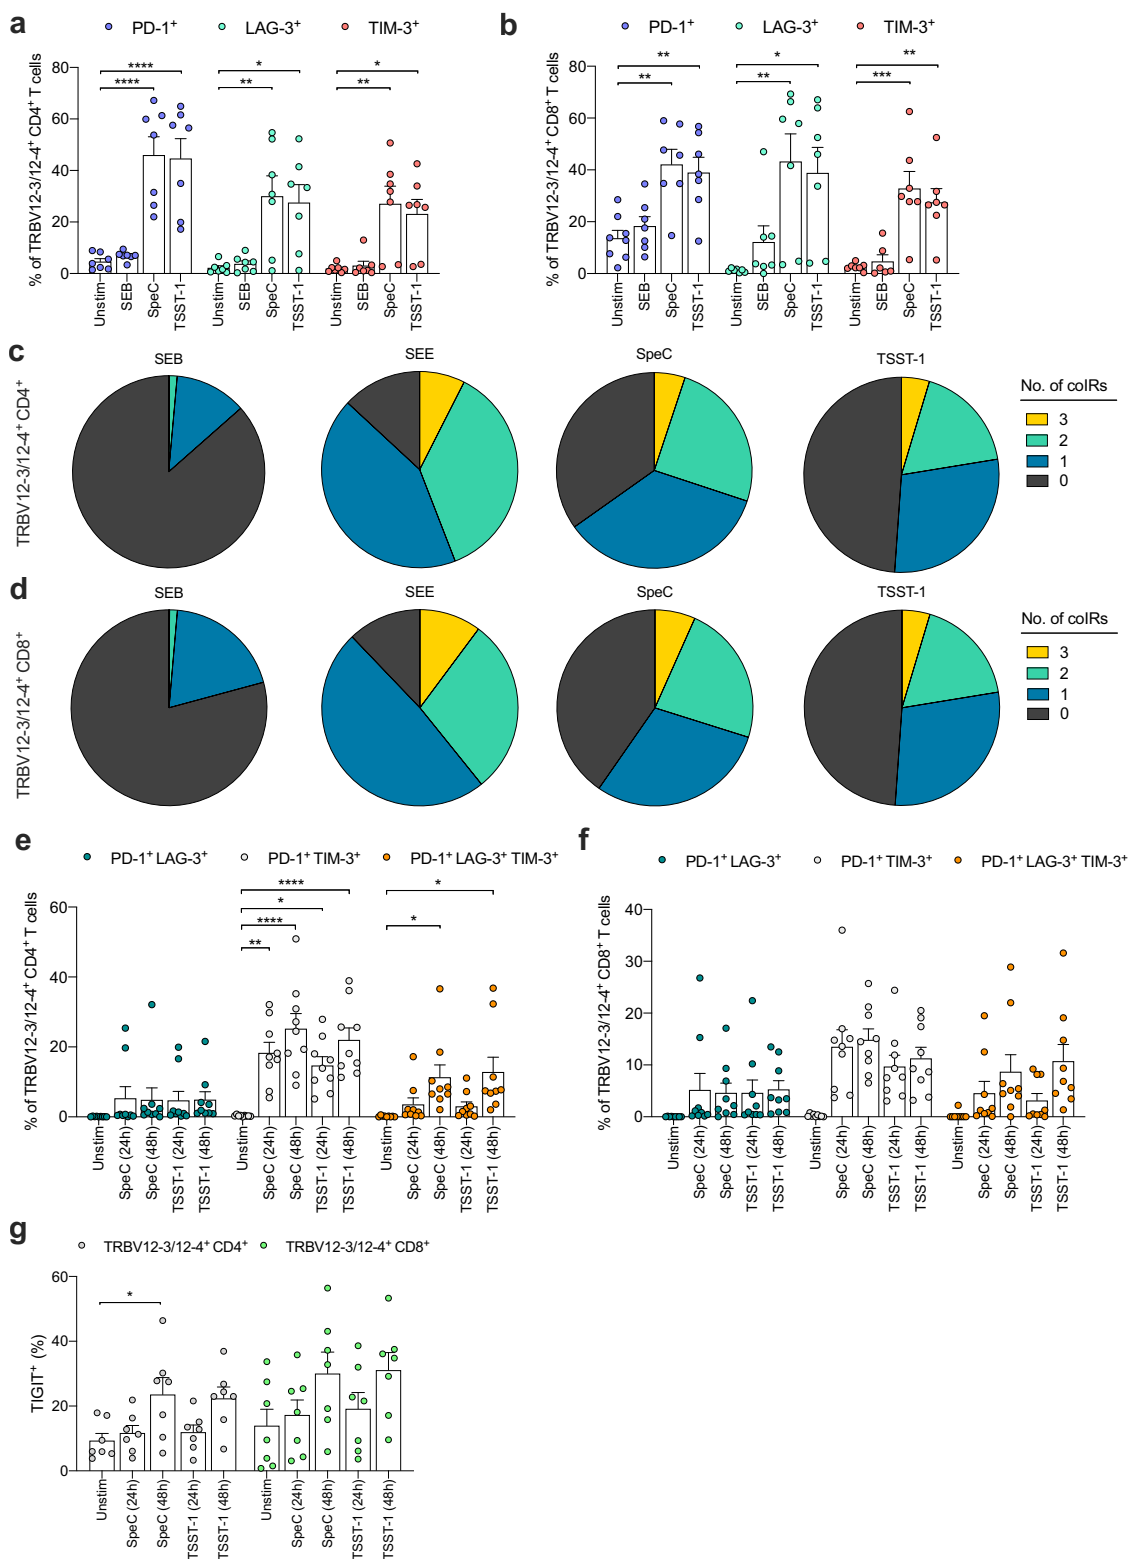 a
PD-1⁺ LAG-3⁺ TIM-3⁺
% of TRBV12-3/12-4⁺ CD4⁺ T cells
80
60
40
20
0
**** **** * ** * **
Unstim SEB SpeC TSST-1 Unstim SEB SpeC TSST-1 Unstim SEB SpeC TSST-1
b
PD-1⁺ LAG-3⁺ TIM-3⁺
% of TRBV12-3/12-4⁺ CD8⁺ T cells
80
60
40
20
0
** ** * ** ** ***
Unstim SEB SpeC TSST-1 Unstim SEB SpeC TSST-1 Unstim SEB SpeC TSST-1
c
TRBV12-3/12-4⁺ CD4⁺
SEB SEE SpeC TSST-1
No. of coIRs
3
2
1
0
d
TRBV12-3/12-4⁺ CD8⁺
SEB SEE SpeC TSST-1
No. of coIRs
3
2
1
0
e
PD-1⁺ LAG-3⁺ PD-1⁺ TIM-3⁺ PD-1⁺ LAG-3⁺ TIM-3⁺
% of TRBV12-3/12-4⁺ CD4⁺ T cells
60
40
20
0
**** * **** ** * *
Unstim SpeC (24h) SpeC (48h) TSST-1 (24h) TSST-1 (48h) Unstim SpeC (24h) SpeC (48h) TSST-1 (24h) TSST-1 (48h) Unstim SpeC (24h) SpeC (48h) TSST-1 (24h) TSST-1 (48h)
f
PD-1⁺ LAG-3⁺ PD-1⁺ TIM-3⁺ PD-1⁺ LAG-3⁺ TIM-3⁺
% of TRBV12-3/12-4⁺ CD8⁺ T cells
40
30
20
10
0
Unstim SpeC (24h) SpeC (48h) TSST-1 (24h) TSST-1 (48h) Unstim SpeC (24h) SpeC (48h) TSST-1 (24h) TSST-1 (48h) Unstim SpeC (24h) SpeC (48h) TSST-1 (24h) TSST-1 (48h)
g
TRBV12-3/12-4⁺ CD4⁺ TRBV12-3/12-4⁺ CD8⁺
TIGIT⁺ (%)
60
40
20
0
*
Unstim SpeC (24h) SpeC (48h) TSST-1 (24h) TSST-1 (48h) Unstim SpeC (24h) SpeC (48h) TSST-1 (24h) TSST-1 (48h)